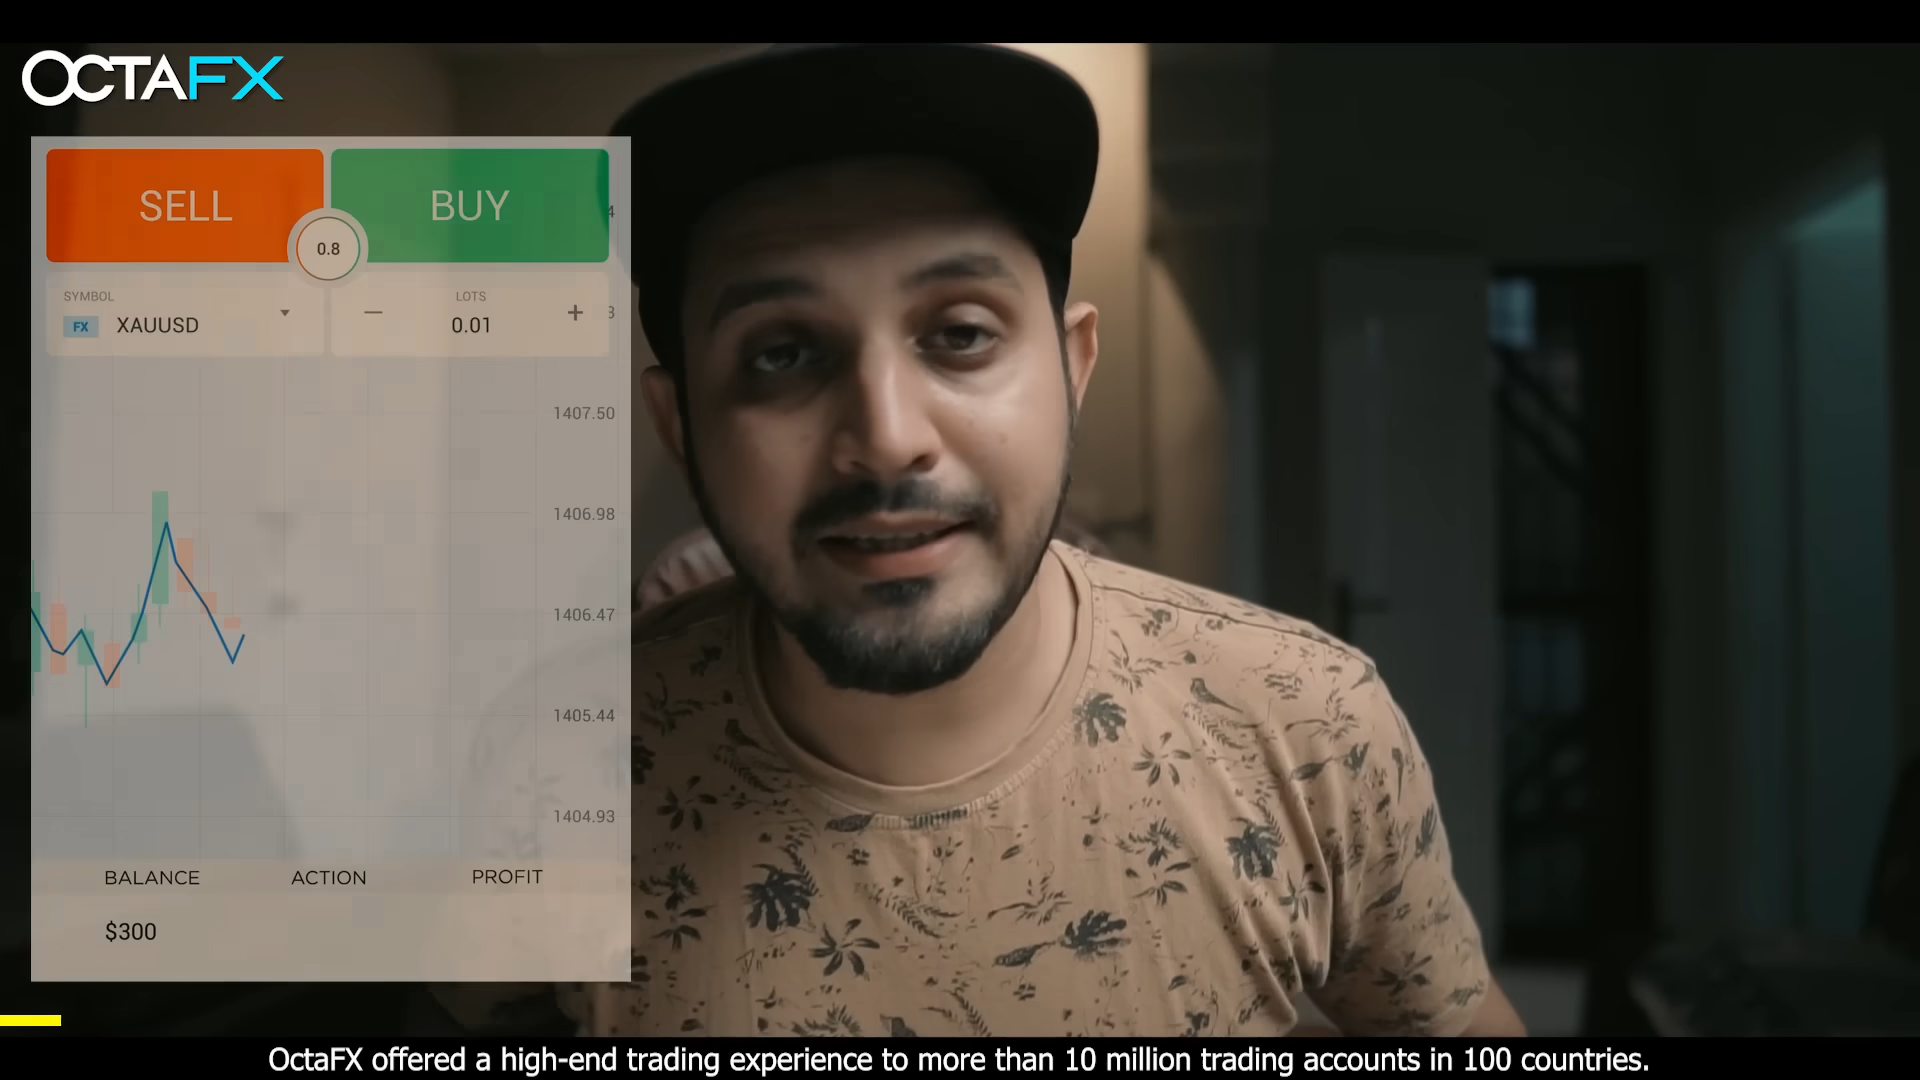 OCTAFX
SELL
BUY
0.8
4
SYMBOL
FX XAUUSD
LOTS
− 0.01 +
3
1407.50
1406.98
1406.47
1405.44
1404.93
BALANCE ACTION PROFIT
$300
OctaFX offered a high-end trading experience to more than 10 million trading accounts in 100 countries.